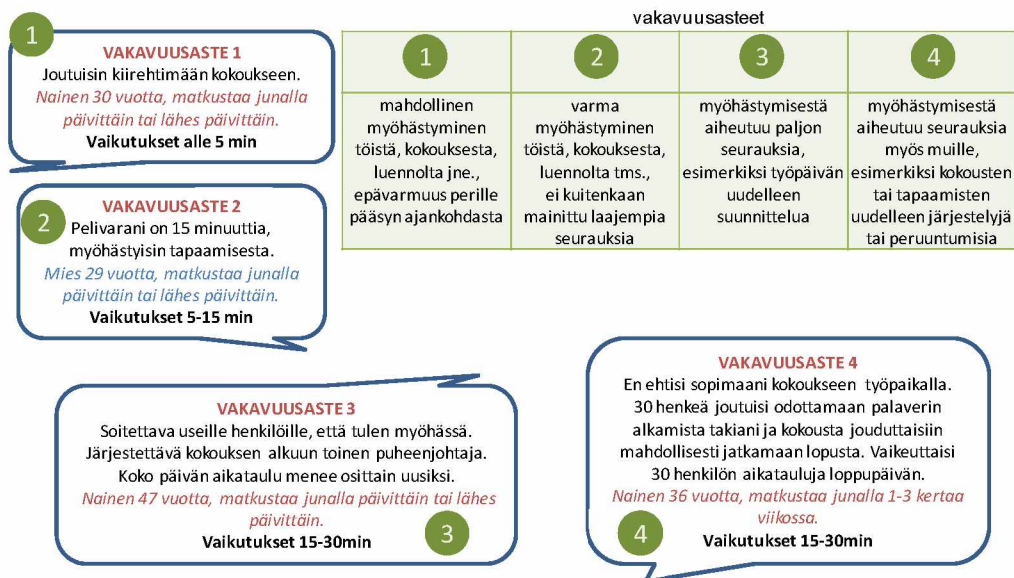 vakavuusasteet
1
VAKAVUUSASTE 1
Joutuisin kiirehtimään kokoukseen.
Nainen 30 vuotta, matkustaa junalla
päivittäin tai lähes päivittäin.
Vaikutukset alle 5 min
1
mahdollinen
myöhästyminen
töistä, kokouksesta,
luennolta jne.,
epävarmuus perille
pääsyn ajankohdasta
2
varma
myöhästyminen
töistä, kokouksesta,
luennolta tms.,
ei kuitenkaan
mainittu laajempia
seurauksia
3
myöhästymisestä
aiheutuu paljon
seurauksia,
esimerkiksi työpäivän
uudelleen
suunnittelua
4
myöhästymisestä
aiheutuu seurauksia
myös muille,
esimerkiksi kokousten
tai tapaamisten
uudelleen järjestelyjä
tai peruuntumisia
2
VAKAVUUSASTE 2
Pelivarani on 15 minuuttia,
myöhästyisin tapaamisesta.
Mies 29 vuotta, matkustaa junalla
päivittäin tai lähes päivittäin.
Vaikutukset 5-15 min
VAKAVUUSASTE 3
Soitettava useille henkilöille, että tulen myöhässä.
Järjestettävä kokouksen alkuun toinen puheenjohtaja.
Koko päivän aikataulu menee osittain uusiksi.
Nainen 47 vuotta, matkustaa junalla päivittäin tai lähes
päivittäin.
Vaikutukset 15-30min
3
VAKAVUUSASTE 4
En ehtisi sopimaani kokoukseen työpaikalla.
30 henkeä joutuisi odottamaan palaverin
alkamista takiani ja kokousta jouduttaisiin
mahdollisesti jatkamaan lopusta. Vaikeuttaisi
30 henkilön aikatauluja loppupäivän.
Nainen 36 vuotta, matkustaa junalla 1-3 kertaa
viikossa.
Vaikutukset 15-30min
4